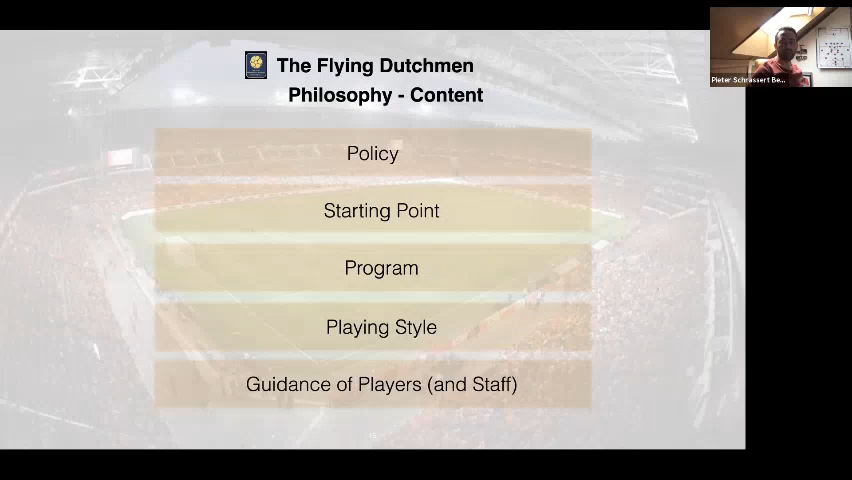 The Flying Dutchmen
Philosophy - Content
Pieter Schrassert Be...
Policy
Starting Point
Program
Playing Style
Guidance of Players (and Staff)
15